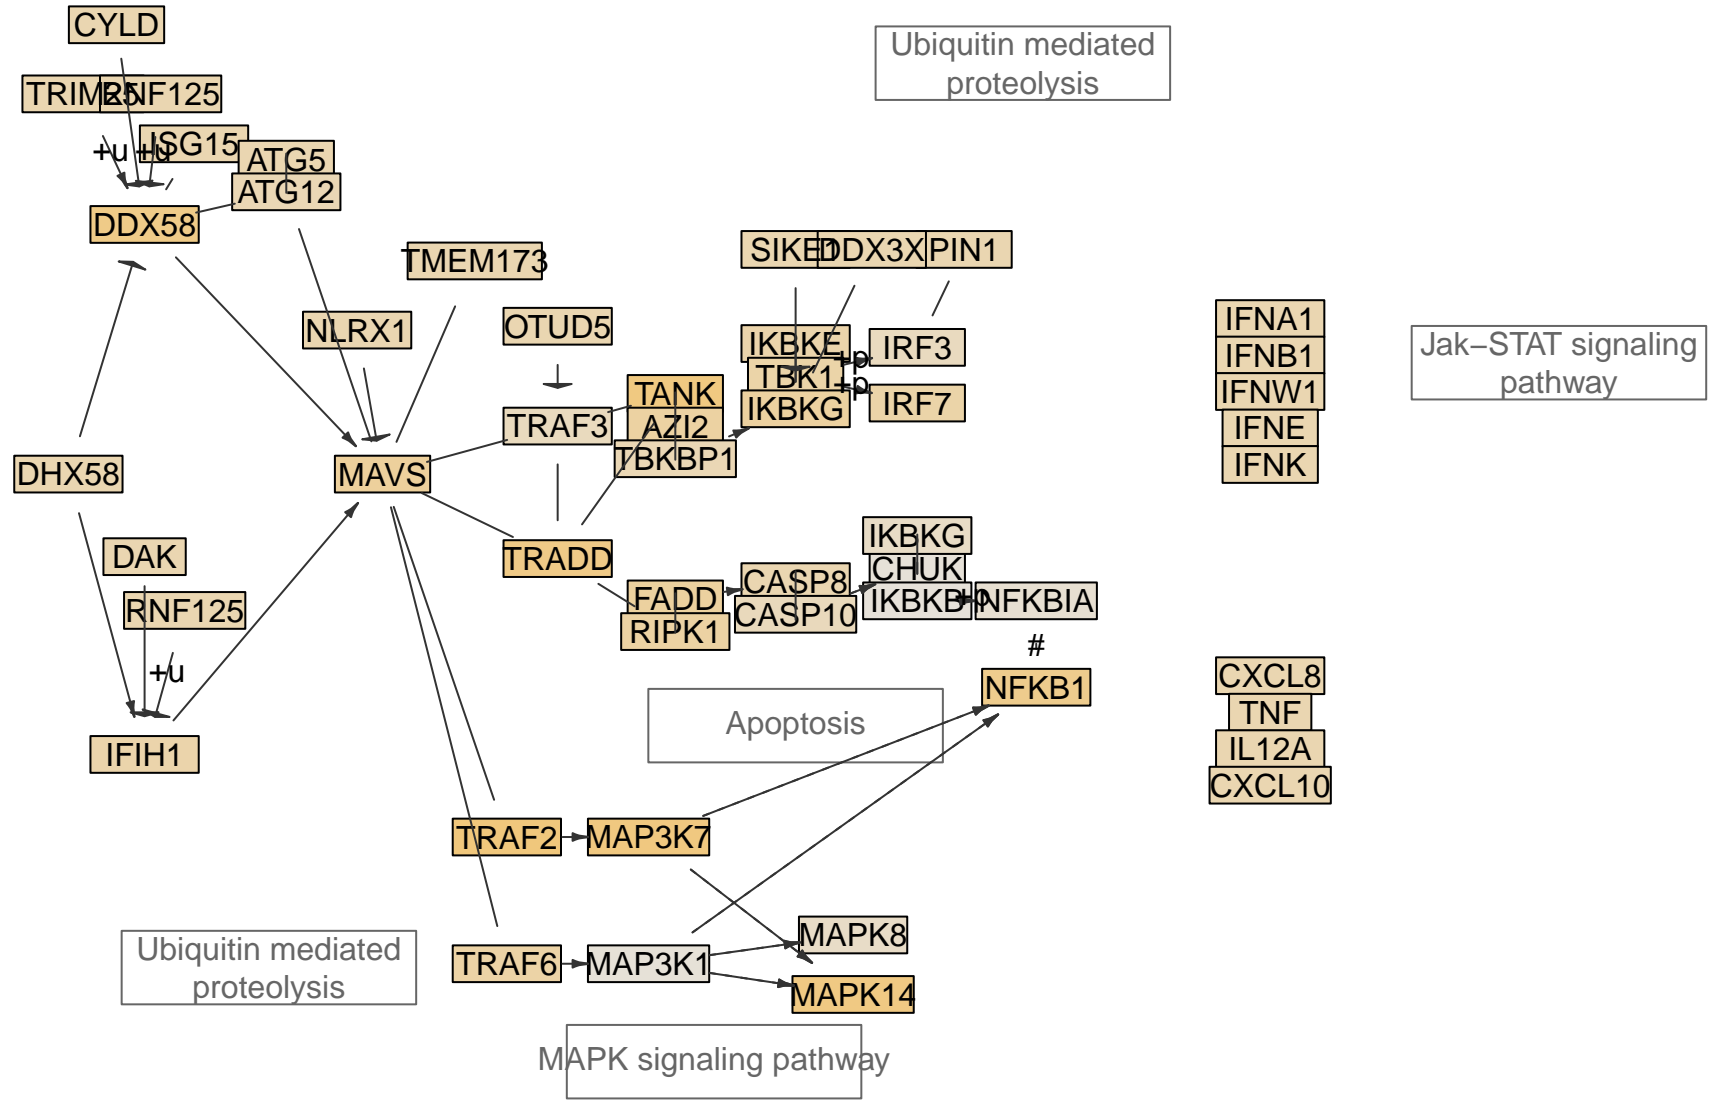 CYLD
Ubiquitin mediated
proteolysis
TRIM25
RNF125
ISG15
+u
+u
ATG5
ATG12
DDX58
TMEM173
SIKE1
DDX3X
PIN1
NLRX1
OTUD5
IKBKE
TBK1
IKBKG
+p
+p
IRF3
IRF7
IFNA1
IFNB1
IFNW1
IFNE
IFNK
Jak−STAT signaling
pathway
TANK
AZI2
TBKBP1
TRAF3
DHX58
MAVS
DAK
RNF125
+u
IFIH1
TRADD
FADD
RIPK1
CASP8
CASP10
IKBKG
CHUK
IKBKB
+p
NFKBIA
#
NFKB1
CXCL8
TNF
IL12A
CXCL10
Apoptosis
TRAF2
MAP3K7
Ubiquitin mediated
proteolysis
TRAF6
MAP3K1
MAPK8
MAPK14
MAPK signaling pathway